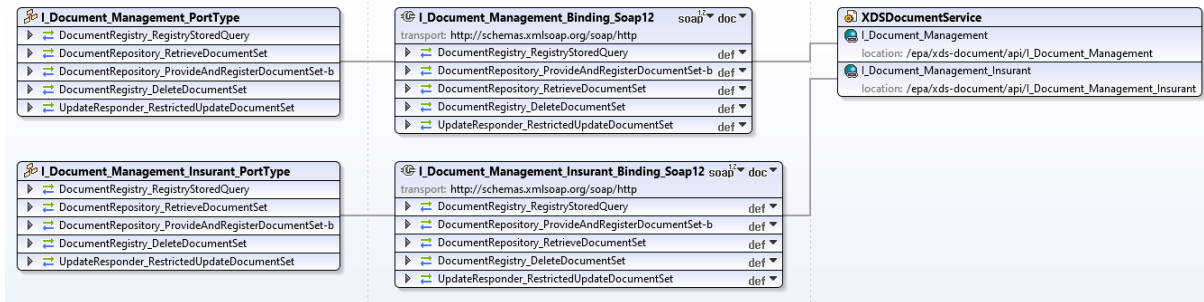 I_Document_Management_PortType
DocumentRegistry_RegistryStoredQuery
DocumentRepository_RetrieveDocumentSet
DocumentRepository_ProvideAndRegisterDocumentSet-b
DocumentRegistry_DeleteDocumentSet
UpdateResponder_RestrictedUpdateDocumentSet
I_Document_Management_Binding_Soap12 soap12 doc
transport: http://schemas.xmlsoap.org/soap/http
DocumentRegistry_RegistryStoredQuery def
DocumentRepository_ProvideAndRegisterDocumentSet-b def
DocumentRepository_RetrieveDocumentSet def
DocumentRegistry_DeleteDocumentSet def
UpdateResponder_RestrictedUpdateDocumentSet def
XDSDocumentService
I_Document_Management
location: /epa/xds-document/api/I_Document_Management
I_Document_Management_Insurant
location: /epa/xds-document/api/I_Document_Management_Insurant
I_Document_Management_Insurant_PortType
DocumentRegistry_RegistryStoredQuery
DocumentRepository_RetrieveDocumentSet
DocumentRepository_ProvideAndRegisterDocumentSet-b
DocumentRegistry_DeleteDocumentSet
UpdateResponder_RestrictedUpdateDocumentSet
I_Document_Management_Insurant_Binding_Soap12 soap12 doc
transport: http://schemas.xmlsoap.org/soap/http
DocumentRegistry_RegistryStoredQuery def
DocumentRepository_ProvideAndRegisterDocumentSet-b def
DocumentRepository_RetrieveDocumentSet def
DocumentRegistry_DeleteDocumentSet def
UpdateResponder_RestrictedUpdateDocumentSet def